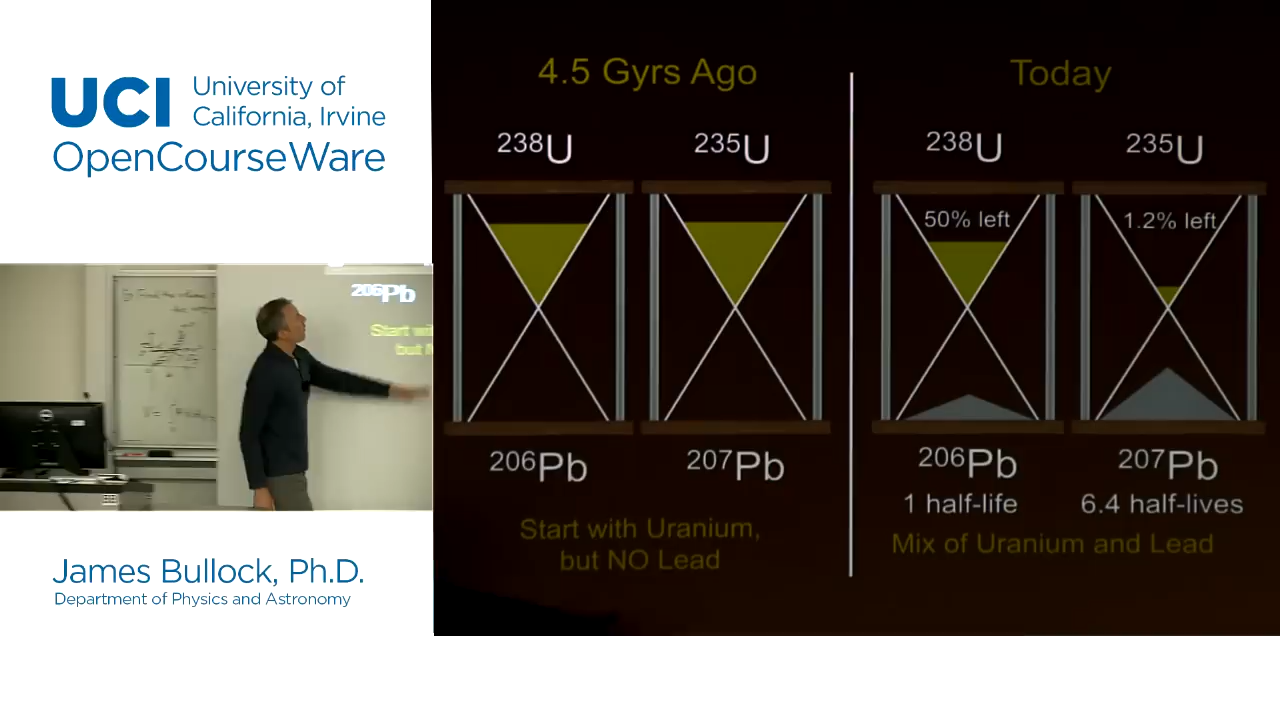 UCI University of
California, Irvine
OpenCourseWare
206Pb
Start wi
but
James Bullock, Ph.D.
Department of Physics and Astronomy
4.5 Gyrs Ago
238U 235U
206Pb 207Pb
Start with Uranium,
but NO Lead
Today
238U 235U
50% left 1.2% left
206Pb 207Pb
1 half-life 6.4 half-lives
Mix of Uranium and Lead